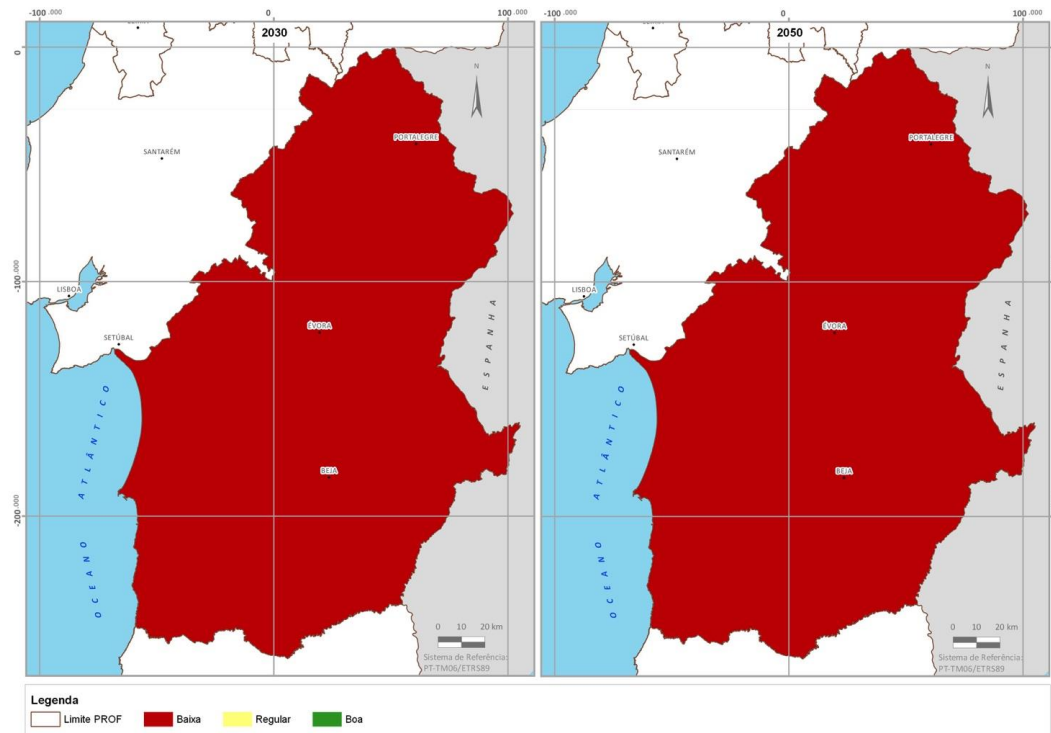 -100.000
100.000
2030
0
N
PORTALEGRE
SANTARÉM
-100.000
LISBOA
ÉVORA
SETÚBAL
ESPANHA
OCEANO ATLÂNTICO
BEJA
-200.000
0 10 20 km
Sistema de Referência:
PT-TM06/ETRS89
-100.000
0
100.000
2050
N
PORTALEGRE
SANTARÉM
LISBOA
ÉVORA
SETÚBAL
ESPANHA
OCEANO ATLÂNTICO
BEJA
0 10 20 km
Sistema de Referência:
PT-TM06/ETRS89
Legenda
Limite PROF
Baixa
Regular
Boa